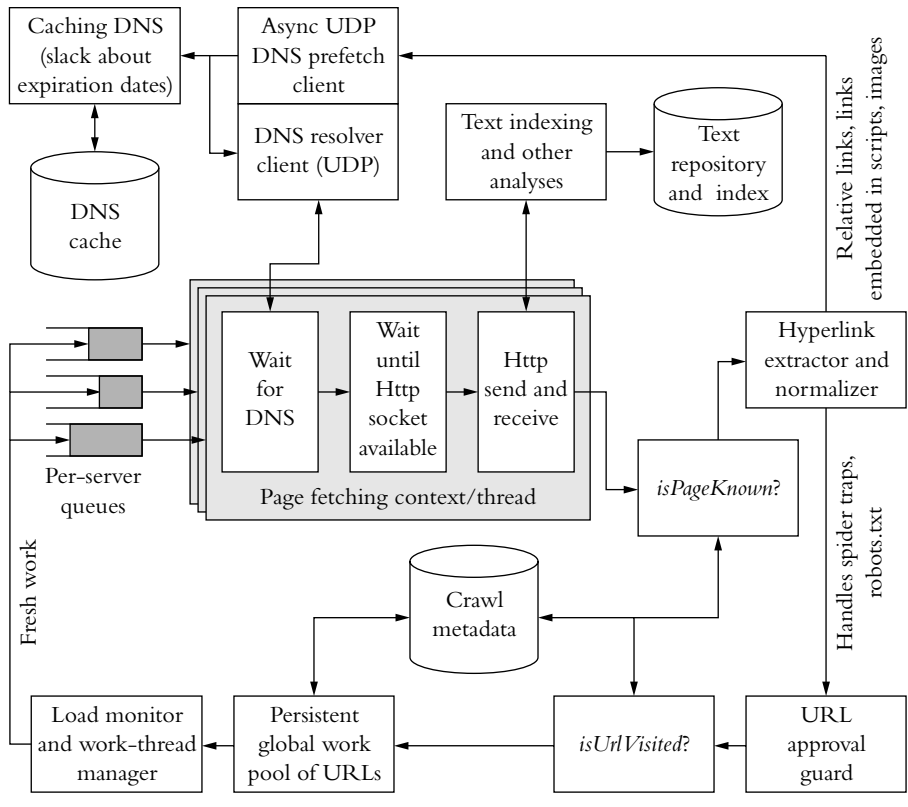 Caching DNS
(slack about
expiration dates)
Async UDP
DNS prefetch
client
DNS resolver
client (UDP)
Text indexing
and other
analyses
Text
repository
and index
Relative links, links
embedded in scripts, images
DNS
cache
Wait
for
DNS
Wait
until
Http
socket
available
Http
send and
receive
Hyperlink
extractor and
normalizer
Per-server
queues
Page fetching context/thread
isPageKnown?
Handles spider traps,
robots.txt
Fresh work
Crawl
metadata
Load monitor
and work-thread
manager
Persistent
global work
pool of URLs
isUrlVisited?
URL
approval
guard